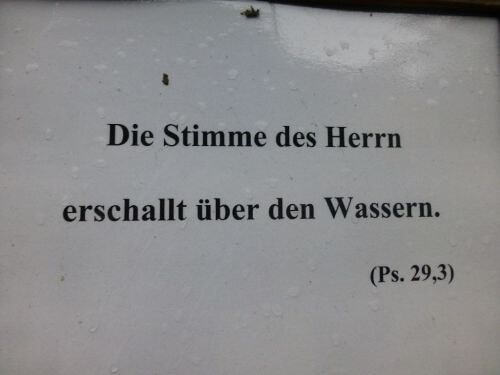 Die Stimme des Herrn
erschallt über den Wassern.
(Ps. 29,3)